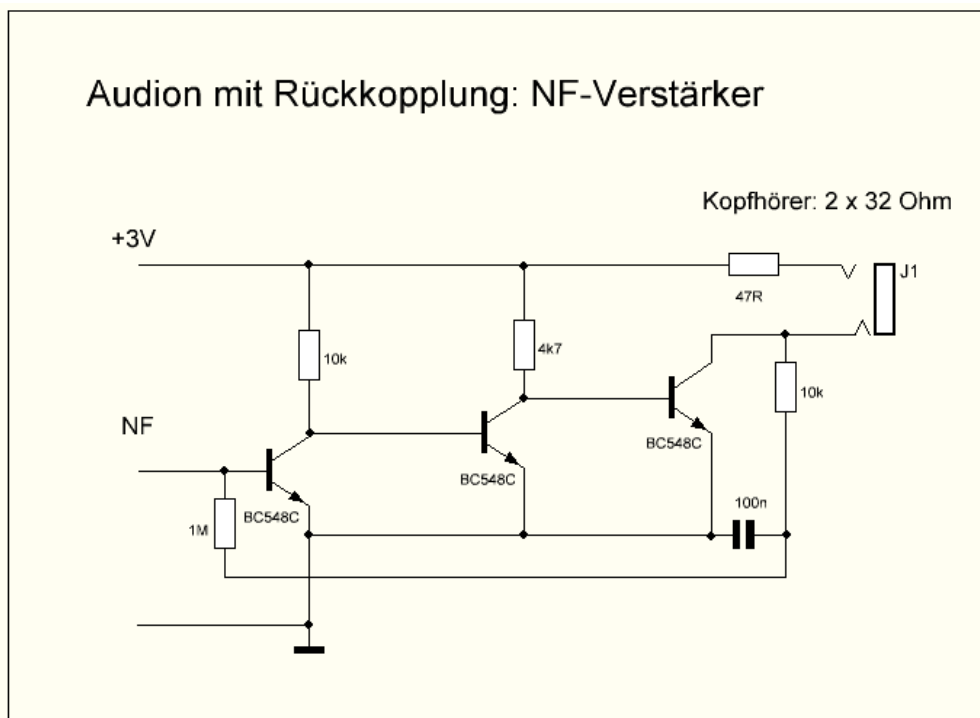 Audion mit Rückkopplung: NF-Verstärker
Kopfhörer: 2 x 32 Ohm
+3V
J1
47R
10k
4k7
10k
NF
BC548C
BC548C
BC548C
100n
1M